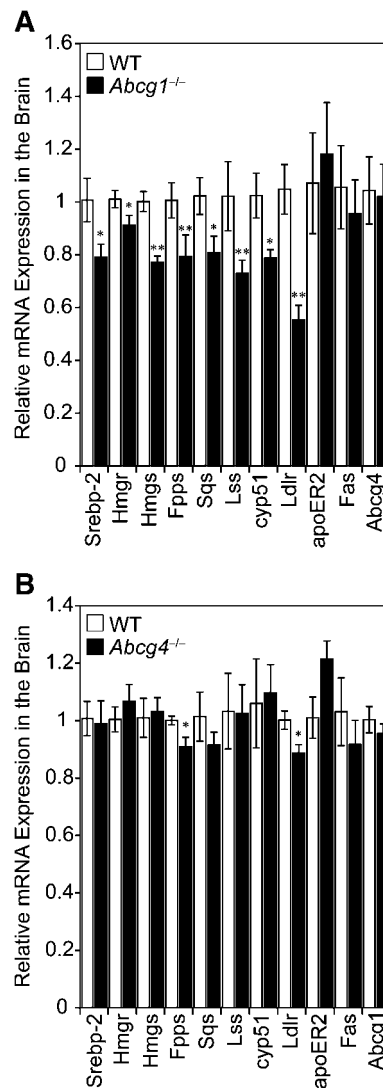 A
Relative mRNA Expression in the Brain
1.6
1.4
1.2
1
0.8
0.6
0.4
0.2
0
WT
Abcg1−/−
* * ** ** * ** * **
Srebp-2 Hmgr Hmgs Fpps Sqs Lss cyp51 Ldlr apoER2 Fas Abcg4
B
Relative mRNA Expression in the Brain
1.4
1.2
1
0.8
0.6
0.4
0.2
0
WT
Abcg4−/−
* *
Srebp-2 Hmgr Hmgs Fpps Sqs Lss cyp51 Ldlr apoER2 Fas Abcg1